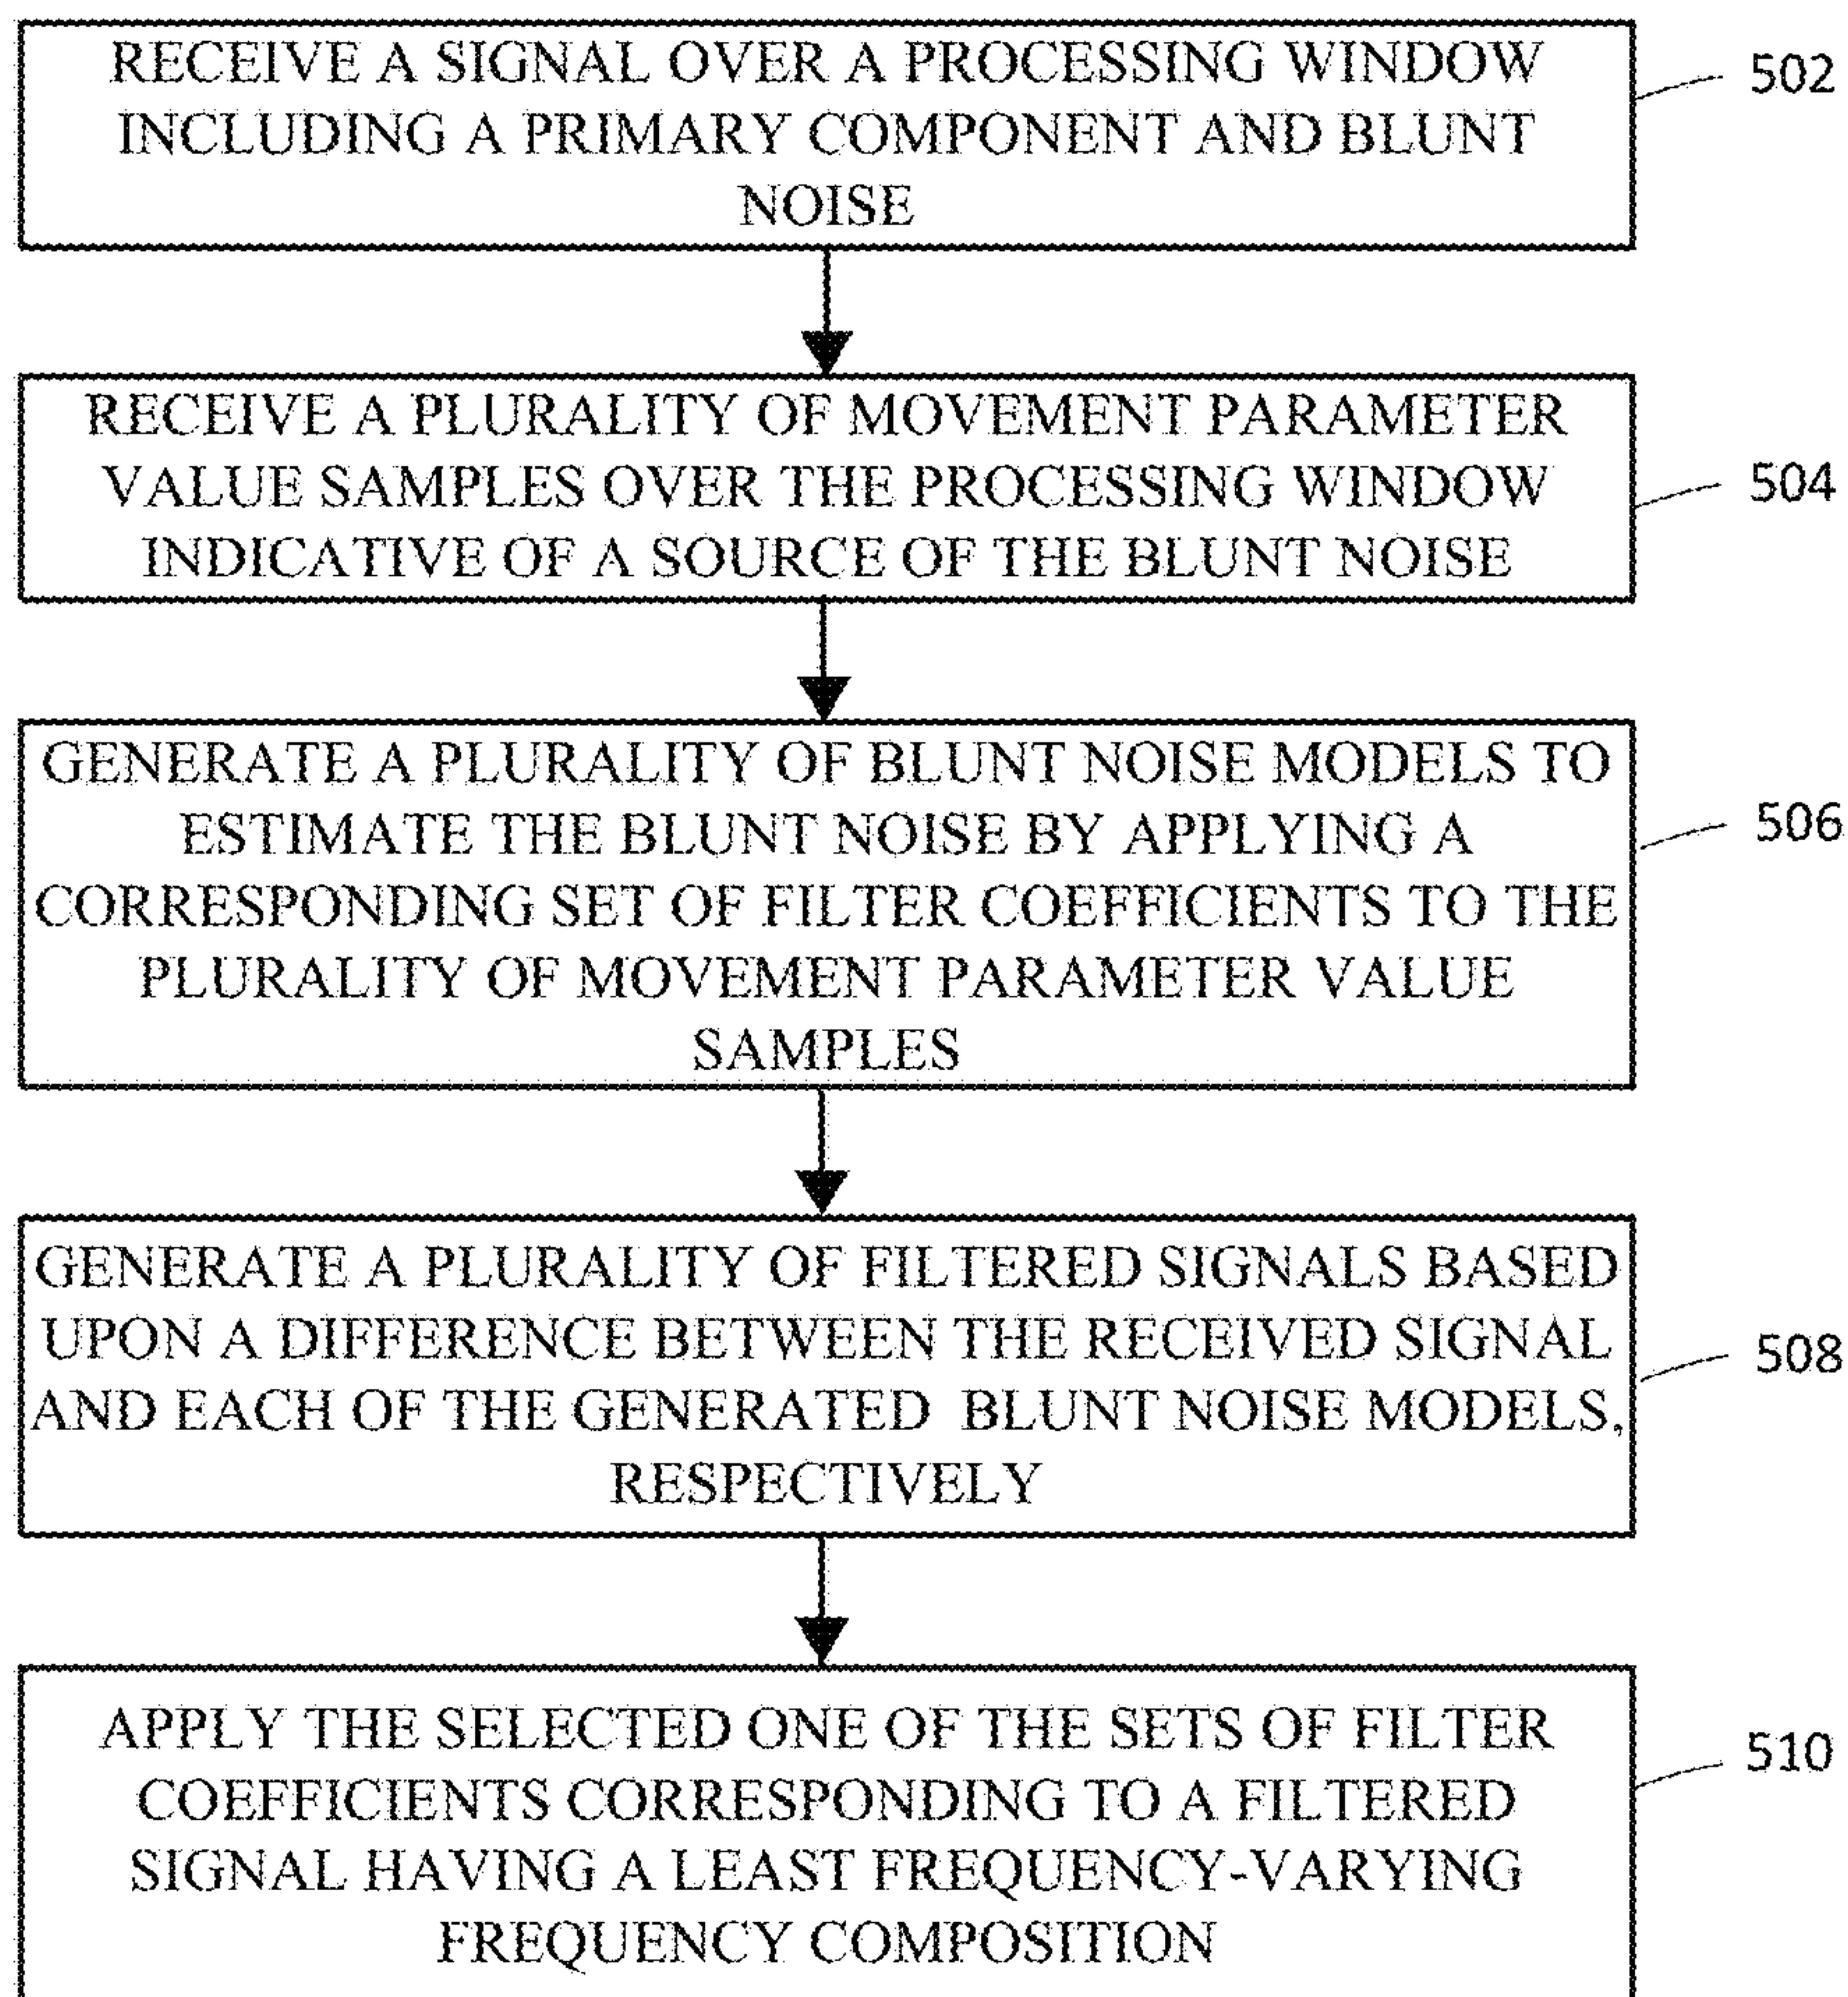 RECEIVE A SIGNAL OVER A PROCESSING WINDOW
INCLUDING A PRIMARY COMPONENT AND BLUNT
NOISE
502
RECEIVE A PLURALITY OF MOVEMENT PARAMETER
VALUE SAMPLES OVER THE PROCESSING WINDOW
INDICATIVE OF A SOURCE OF THE BLUNT NOISE
504
GENERATE A PLURALITY OF BLUNT NOISE MODELS TO
ESTIMATE THE BLUNT NOISE BY APPLYING A
CORRESPONDING SET OF FILTER COEFFICIENTS TO THE
PLURALITY OF MOVEMENT PARAMETER VALUE
SAMPLES
506
GENERATE A PLURALITY OF FILTERED SIGNALS BASED
UPON A DIFFERENCE BETWEEN THE RECEIVED SIGNAL
AND EACH OF THE GENERATED BLUNT NOISE MODELS,
RESPECTIVELY
508
APPLY THE SELECTED ONE OF THE SETS OF FILTER
COEFFICIENTS CORRESPONDING TO A FILTERED
SIGNAL HAVING A LEAST FREQUENCY-VARYING
FREQUENCY COMPOSITION
510